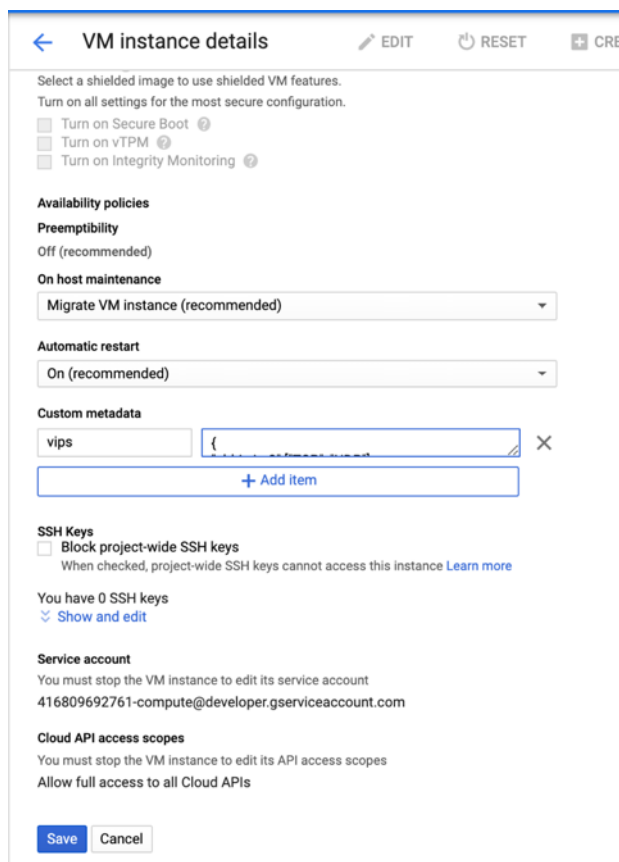 VM instance details EDIT RESET CRE
Select a shielded image to use shielded VM features.
Turn on all settings for the most secure configuration.
Turn on Secure Boot
Turn on vTPM
Turn on Integrity Monitoring
Availability policies
Preemptibility
Off (recommended)
On host maintenance
Migrate VM instance (recommended)
Automatic restart
On (recommended)
Custom metadata
vips {
+ Add item
SSH Keys
Block project-wide SSH keys
When checked, project-wide SSH keys cannot access this instance Learn more
You have 0 SSH keys
Show and edit
Service account
You must stop the VM instance to edit its service account
416809692761-compute@developer.gserviceaccount.com
Cloud API access scopes
You must stop the VM instance to edit its API access scopes
Allow full access to all Cloud APIs
Save Cancel